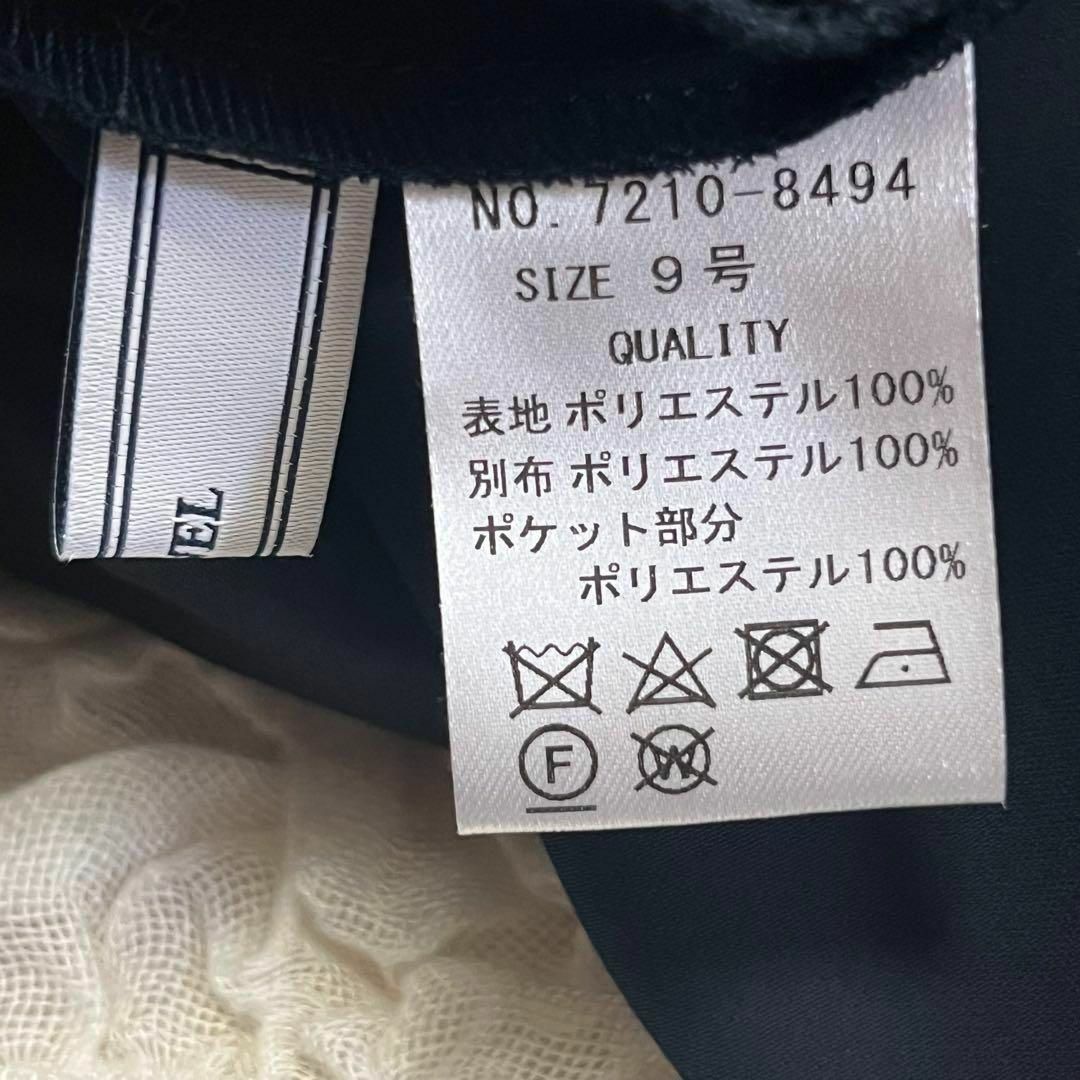 NO. 7210-8494
SIZE 9号
QUALITY
表地 ポリエステル100%
別布 ポリエステル100%
ポケット部分
ポリエステル100%
F
W